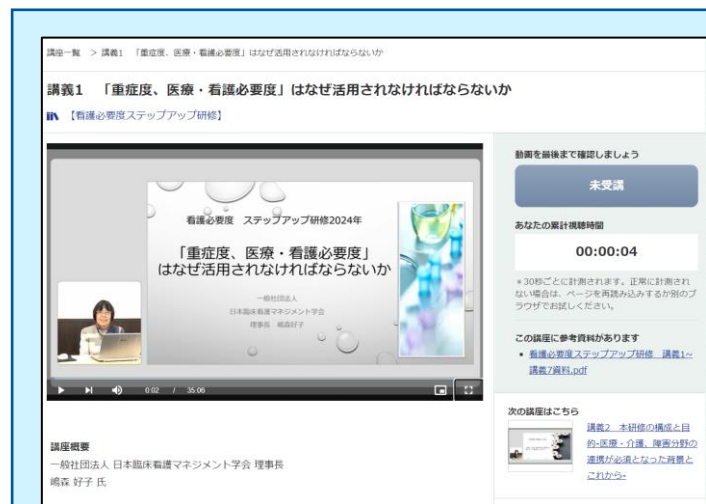 講座一覧 > 講義1 「重症度、医療・看護必要度」はなぜ活用されなければならないか
講義1 「重症度、医療・看護必要度」はなぜ活用されなければならないか
【看護必要度ステップアップ研修】
看護必要度 ステップアップ研修2024年
「重症度、医療・看護必要度」
はなぜ活用されなければならないか
一般社団法人
日本臨床看護マネジメント学会
理事長 嶋森好子
0:02 / 35:06
講座概要
一般社団法人 日本臨床看護マネジメント学会 理事長
嶋森 好子 氏
動画を最後まで確認しましょう
未受講
あなたの累計視聴時間
00:00:04
* 30秒ごとに計測されます。正常に計測され
ない場合は、ページを再読み込みするか別のブ
ラウザでお試しください。
この講座に参考資料があります
看護必要度ステップアップ研修 講義1~
講義7資料.pdf
次の講座はこちら
講義2 本研修の構成と目
的-医療・介護、障害分野の
連携が必須となった背景と
これから-